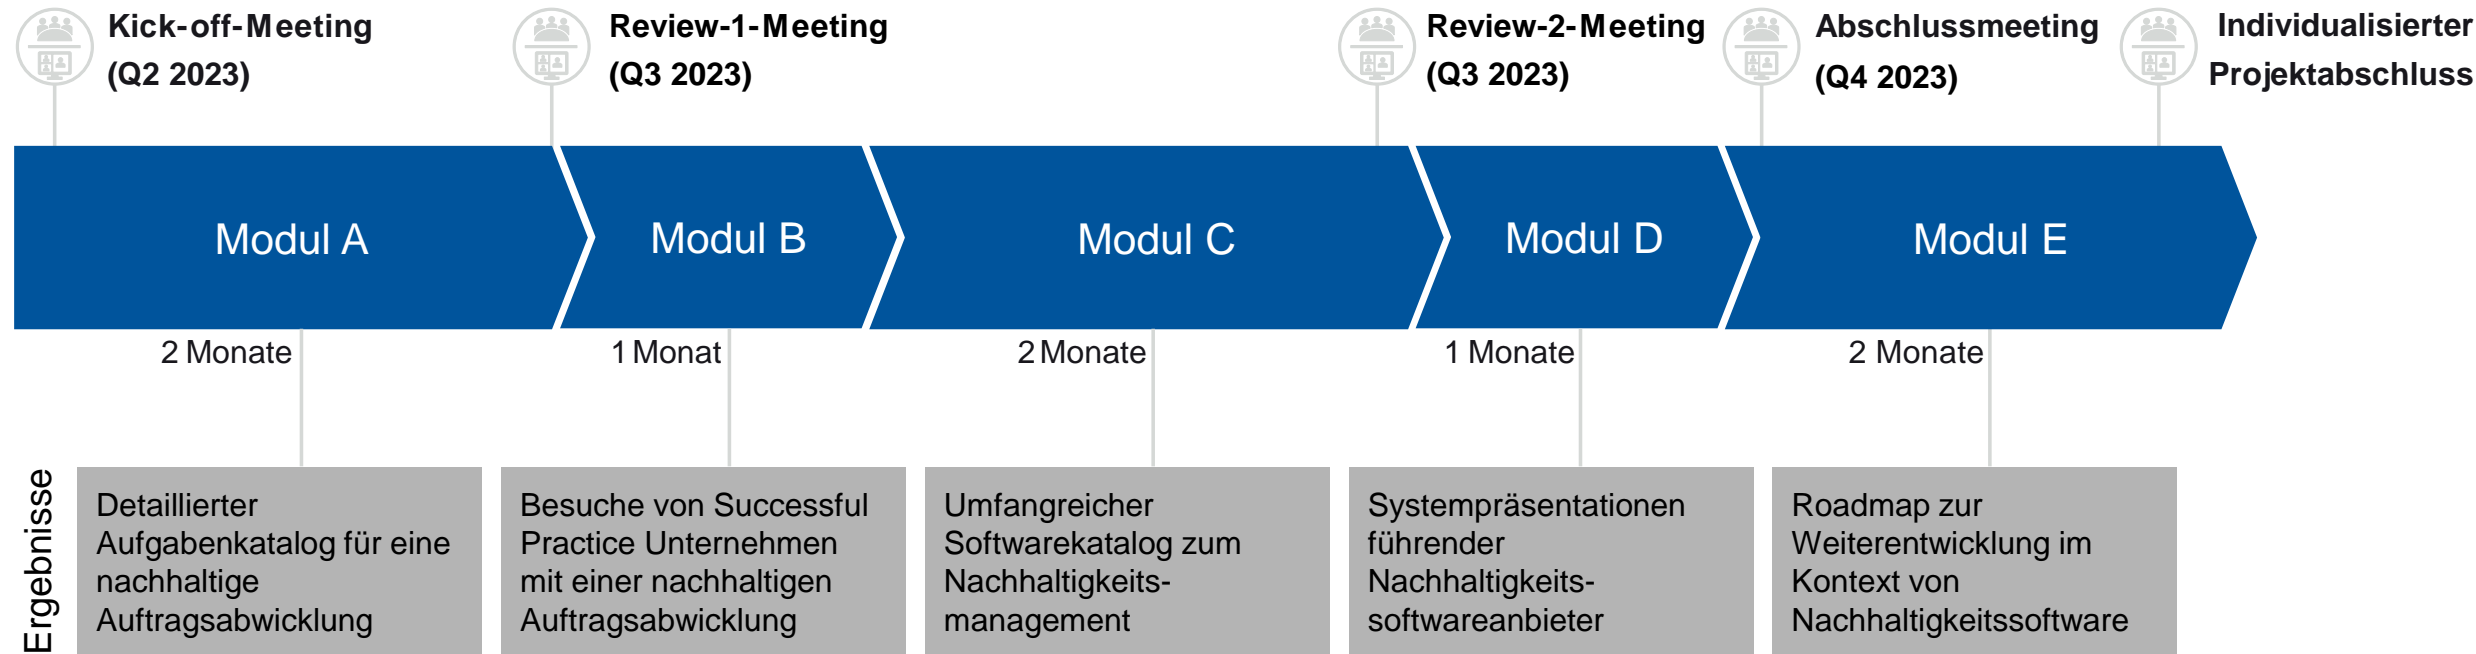 Kick-off-Meeting
(Q2 2023)
Review-1-Meeting
(Q3 2023)
Review-2-Meeting
(Q3 2023)
Abschlussmeeting
(Q4 2023)
Individualisierter
Projektabschluss
Modul A
Modul B
Modul C
Modul D
Modul E
2 Monate
1 Monat
2 Monate
1 Monate
2 Monate
Ergebnisse
Detaillierter
Aufgabenkatalog für eine
nachhaltige
Auftragsabwicklung
Besuche von Successful
Practice Unternehmen
mit einer nachhaltigen
Auftragsabwicklung
Umfangreicher
Softwarekatalog zum
Nachhaltigkeits-
management
Systempräsentationen
führender
Nachhaltigkeits-
softwareanbieter
Roadmap zur
Weiterentwicklung im
Kontext von
Nachhaltigkeitssoftware